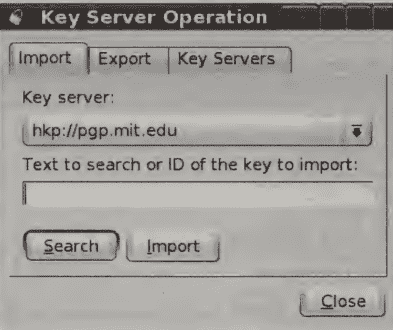 Key Server Operation
Import Export Key Servers
Key server:
hkp://pgp.mit.edu
Text to search or ID of the key to import:
Search Import
Close